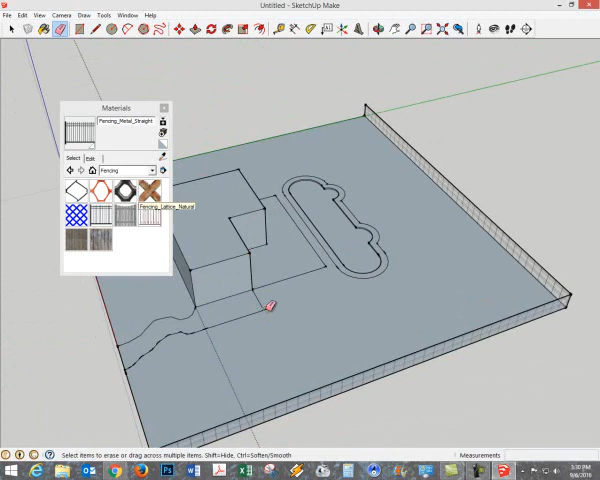 Untitled - SketchUp Make
File Edit View Camera Draw Tools Window Help
Materials
Fencing_Metal_Straight
Select Edit
Fencing
Fencing_Lattice_Natural
Select items to erase or drag across multiple items. Shift=Hide, Ctrl=Soften/Smooth
Measurements
3:30 PM
9/6/2016